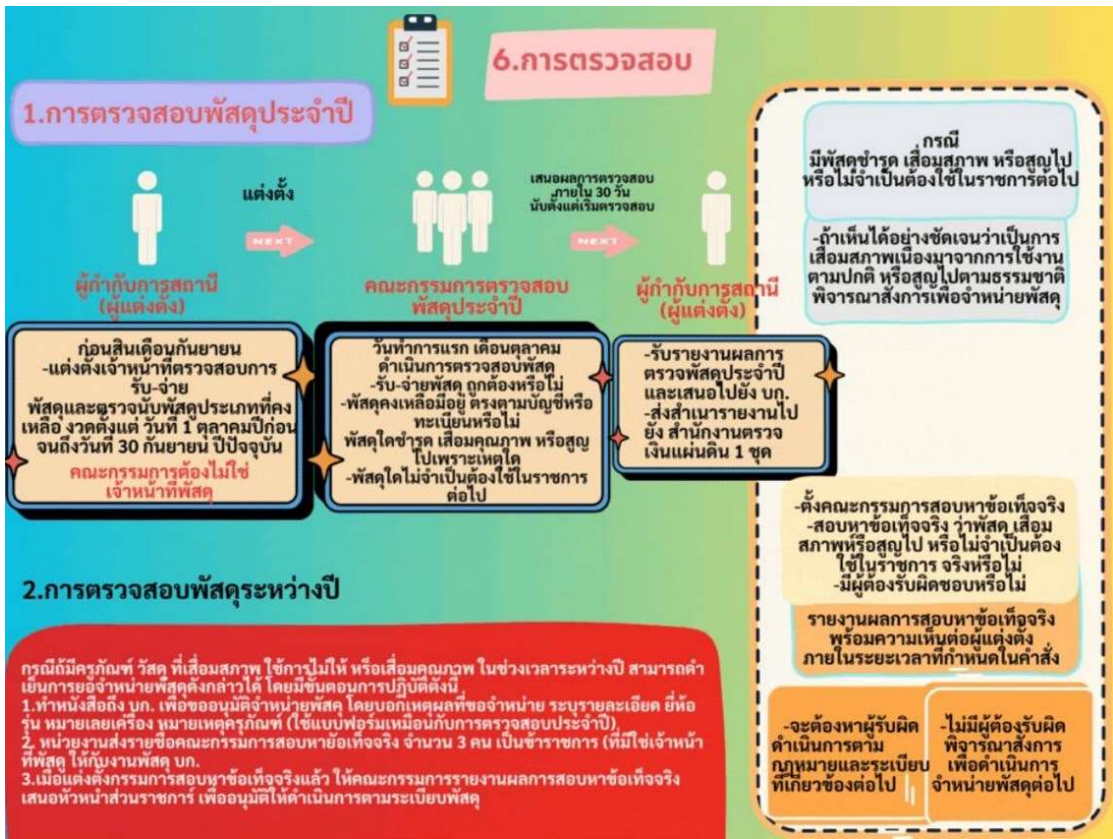 6.การตรวจสอบ
1.การตรวจสอบพัสดุประจำปี
แต่งตั้ง
NEXT
เสนอผลการตรวจสอบ
ภายใน 30 วัน
นับตั้งแต่เริ่มตรวจสอบ
NEXT
ผู้กำกับการสถานี
(ผู้แต่งตั้ง)
คณะกรรมการตรวจสอบ
พัสดุประจำปี
ผู้กำกับการสถานี
(ผู้แต่งตั้ง)
ก่อนสิ้นเดือนกันยายน
-แต่งตั้งเจ้าหน้าที่ตรวจสอบการ
รับ-จ่าย
พัสดุและตรวจนับพัสดุประเภทที่คง
เหลือ งวดตั้งแต่ วันที่ 1 ตุลาคมปีก่อน
จนถึงวันที่ 30 กันยายน ปีปัจจุบัน
คณะกรรมการต้องไม่ใช่
เจ้าหน้าที่พัสดุ
วันทำการแรก เดือนตุลาคม
ดำเนินการตรวจสอบพัสดุ
-รับ-จ่ายพัสดุ ถูกต้องหรือไม่
-พัสดุคงเหลือมีอยู่ ตรงตามบัญชีหรือ
ทะเบียนหรือไม่
พัสดุใดชำรุด เสื่อมคุณภาพ หรือสูญ
ไปเพราะเหตุใด
-พัสดุใดไม่จำเป็นต้องใช้ในราชการ
ต่อไป
-รับรายงานผลการ
ตรวจพัสดุประจำปี
และเสนอไปยัง บก.
-ส่งสำเนารายงานไป
ยัง สำนักงานตรวจ
เงินแผ่นดิน 1 ชุด
กรณี
มีพัสดุชำรุด เสื่อมสภาพ หรือสูญไป
หรือไม่จำเป็นต้องใช้ในราชการต่อไป
-ถ้าเห็นได้อย่างชัดเจนว่าเป็นการ
เสื่อมสภาพเนื่องมาจากการใช้งาน
ตามปกติ หรือสูญไปตามธรรมชาติ
พิจารณาสั่งการเพื่อจำหน่ายพัสดุ
-ตั้งคณะกรรมการสอบหาข้อเท็จจริง
-สอบหาข้อเท็จจริง ว่าพัสดุ เสื่อม
สภาพหรือสูญไป หรือไม่จำเป็นต้อง
ใช้ในราชการ จริงหรือไม่
-มีผู้ต้องรับผิดชอบหรือไม่
รายงานผลการสอบหาข้อเท็จจริง
พร้อมความเห็นต่อผู้แต่งตั้ง
ภายในระยะเวลาที่กำหนดในคำสั่ง
-จะต้องหาผู้รับผิด
ดำเนินการตาม
กฎหมายและระเบียบ
ที่เกี่ยวข้องต่อไป
-ไม่มีผู้ต้องรับผิด
พิจารณาสั่งการ
เพื่อดำเนินการ
จำหน่ายพัสดุต่อไป
2.การตรวจสอบพัสดุระหว่างปี
กรณีถ้มีครุภัณฑ์ วัสดุ ที่เสื่อมสภาพ ใช้การไม่ให้ หรือเสื่อมคุณภาพ ในช่วงเวลาระหว่างปี สามารถดำ
เย็นการยอจำหน่ายพัสดุดังกล่าวได้ โดยมีขั้นตอนการปฏิบัติดังนี้
1.ทำหนังสือถึง บก. เพื่อขออนุมัติจำหน่ายพัสดุ โดยบอกเหตุผลที่ขอจำหน่าย ระบุรายละเอียด ยี่ห้อ
รุ่น หมายเลยเครื่อง หมายเหตุครุภัณฑ์ (ใช้แบบฟอร์มเหมือนกับการตรวจสอบประจำปี)
2. หน่วยงานส่งรายชื่อคณะกรรมการสอบหาข้อเท็จจริง จำนวน 3 คน เป็นข้าราชการ (ที่มิใช่เจ้าหน้า
ที่พัสดุ ให้กับงานพัสดุ บก.
3.เมื่อแต่งตั้งกรรมการสอบหาข้อเท็จจริงแล้ว ให้คณะกรรมการรายงานผลการสอบหาข้อเท็จจริง
เสนอหัวหน้าส่วนราชการ์ เพื่ออนุมัติให้ดำเนินการตามระเบียบพัสดุ